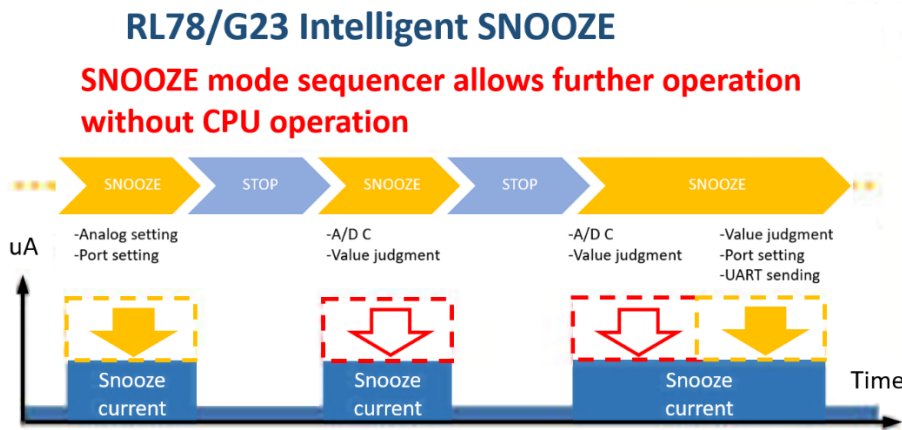 RL78/G23 Intelligent SNOOZE
SNOOZE mode sequencer allows further operation
without CPU operation
SNOOZE
STOP
SNOOZE
STOP
SNOOZE
-Analog setting
-Port setting
-A/D C
-Value judgment
-A/D C
-Value judgment
-Value judgment
-Port setting
-UART sending
uA
Snooze
current
Snooze
current
Snooze
current
Time